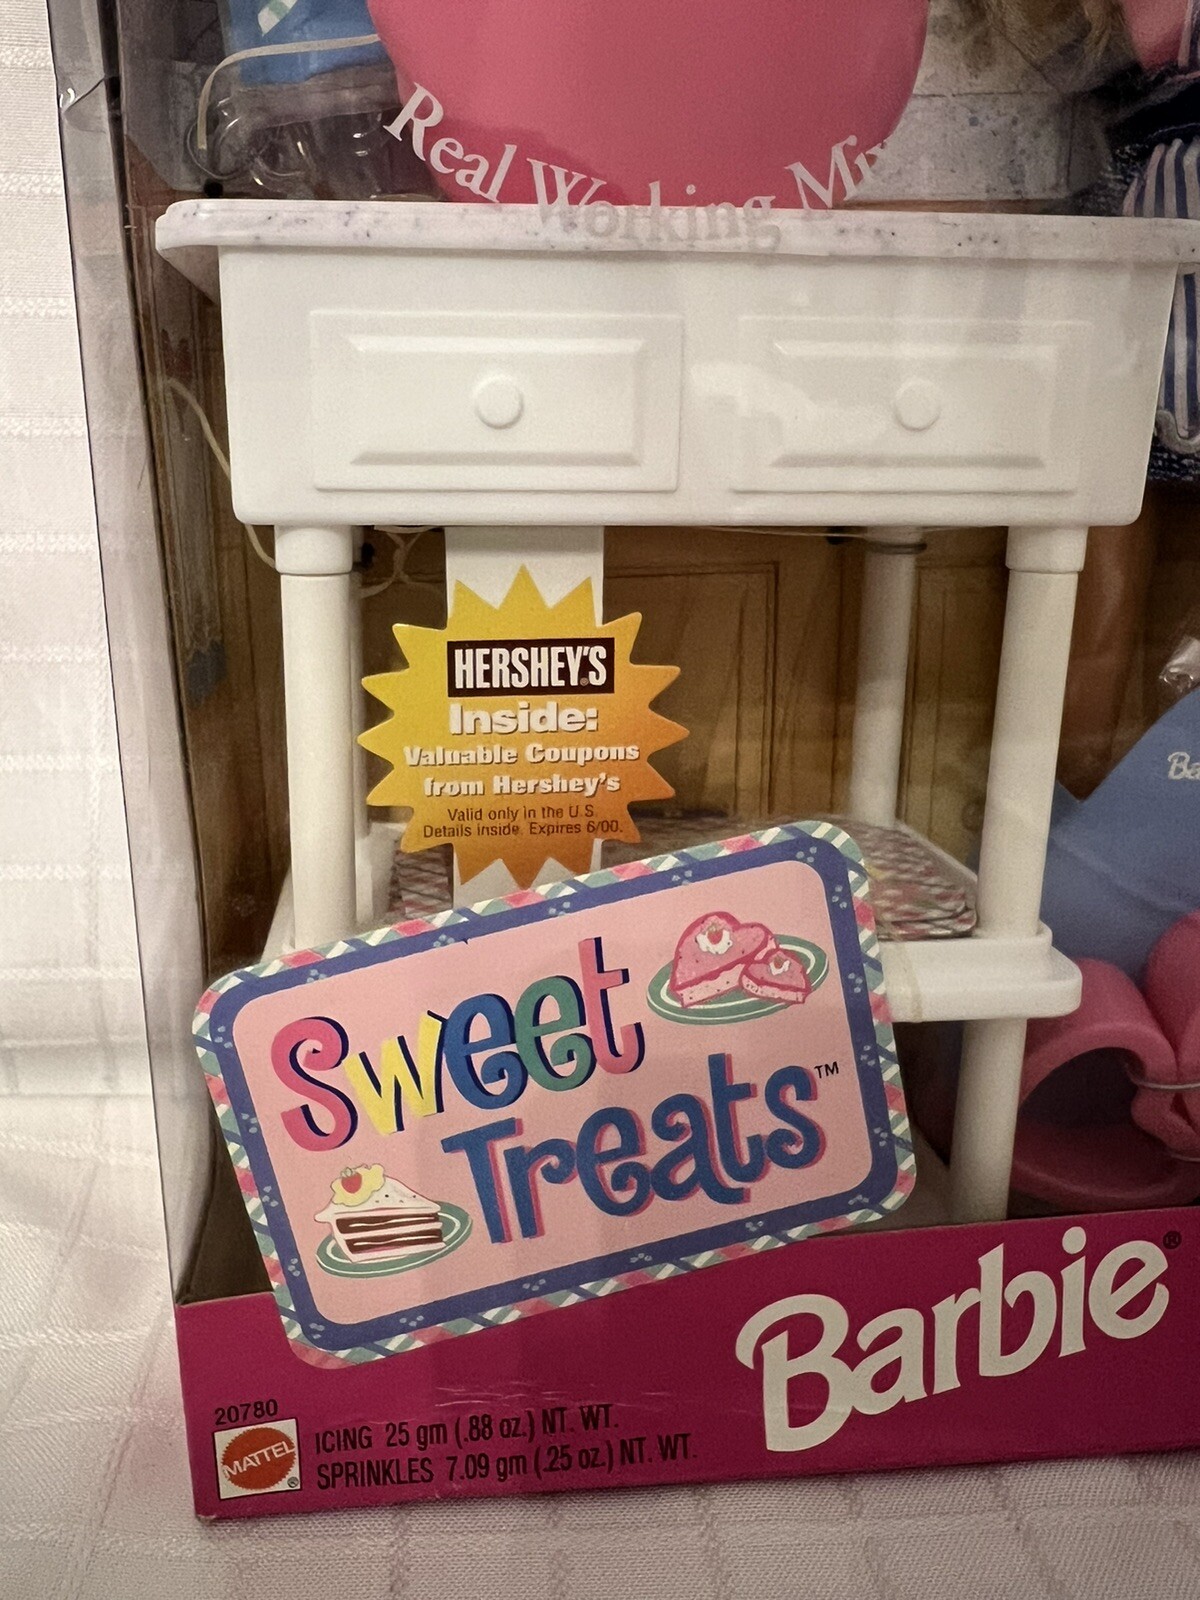 Real Working
HERSHEY'S
Inside:
Valuable Coupons
from Hershey's
Valid only in the U.S.
Details inside. Expires 6/00.
Sweet
Treats™
Barbie®
20780
MATTEL®
ICING 25 gm (.88 oz.) NT. WT.
SPRINKLES 7.09 gm (.25 oz.) NT. WT.